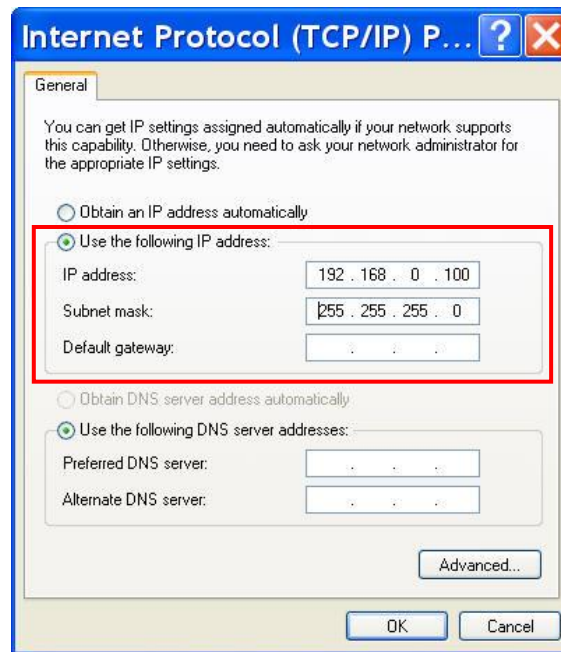 Internet Protocol (TCP/IP) P... ?
General
You can get IP settings assigned automatically if your network supports
this capability. Otherwise, you need to ask your network administrator for
the appropriate IP settings.
Obtain an IP address automatically
Use the following IP address:
IP address: 192 . 168 . 0 . 100
Subnet mask: 255 . 255 . 255 . 0
Default gateway: . . .
Obtain DNS server address automatically
Use the following DNS server addresses:
Preferred DNS server: . . .
Alternate DNS server: . . .
Advanced...
OK Cancel